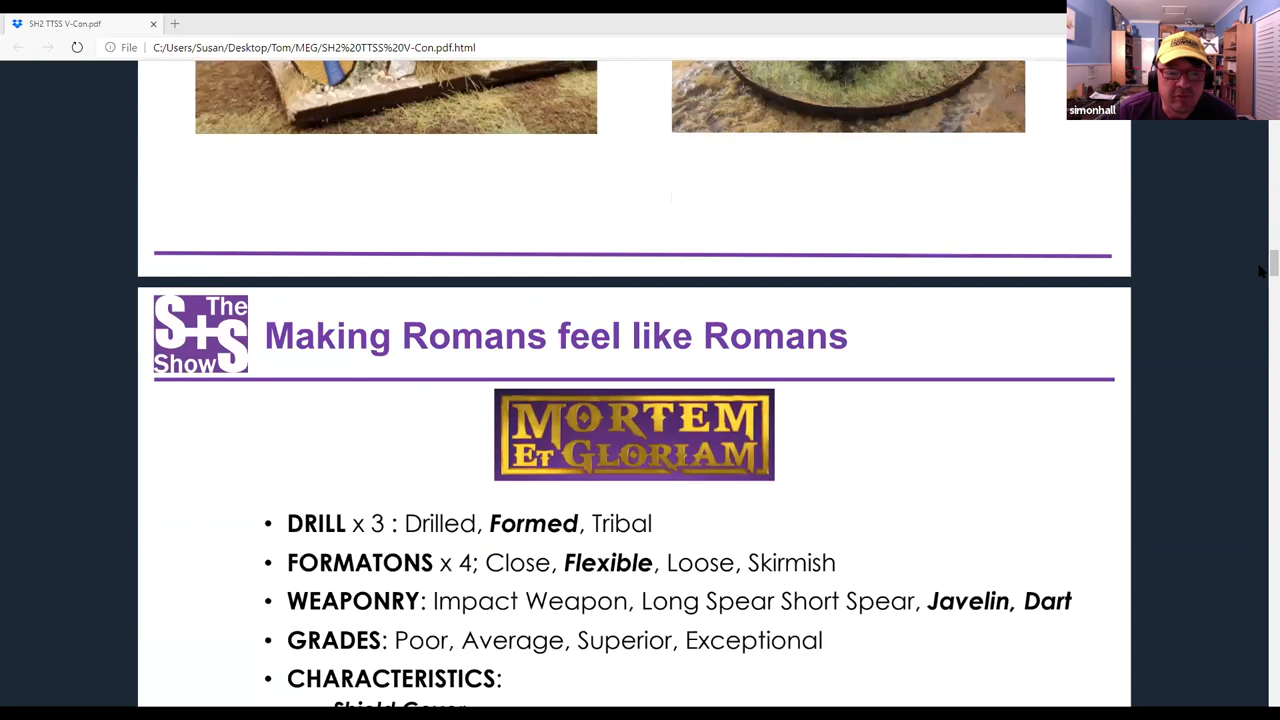 SH2 TTSS V-Con.pdf
File
C:/Users/Susan/Desktop/Tom/MEG/SH2%20TTSS%20V-Con.pdf.html
simonhall
The
S+S
Show
Making Romans feel like Romans
MORTEM
ET GLORIAM
• DRILL x 3 : Drilled, Formed, Tribal
• FORMATONS x 4; Close, Flexible, Loose, Skirmish
• WEAPONRY: Impact Weapon, Long Spear Short Spear, Javelin, Dart
• GRADES: Poor, Average, Superior, Exceptional
• CHARACTERISTICS:
Shield Cover